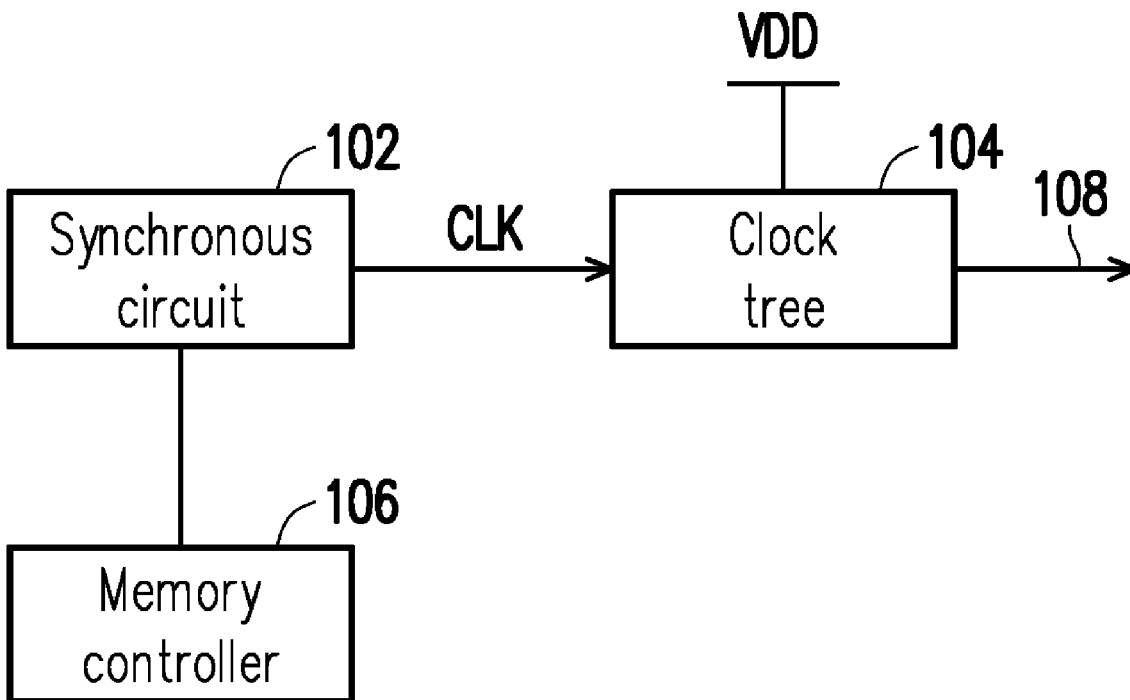 VDD
102
104
108
Synchronous
circuit
CLK
Clock
tree
106
Memory
controller